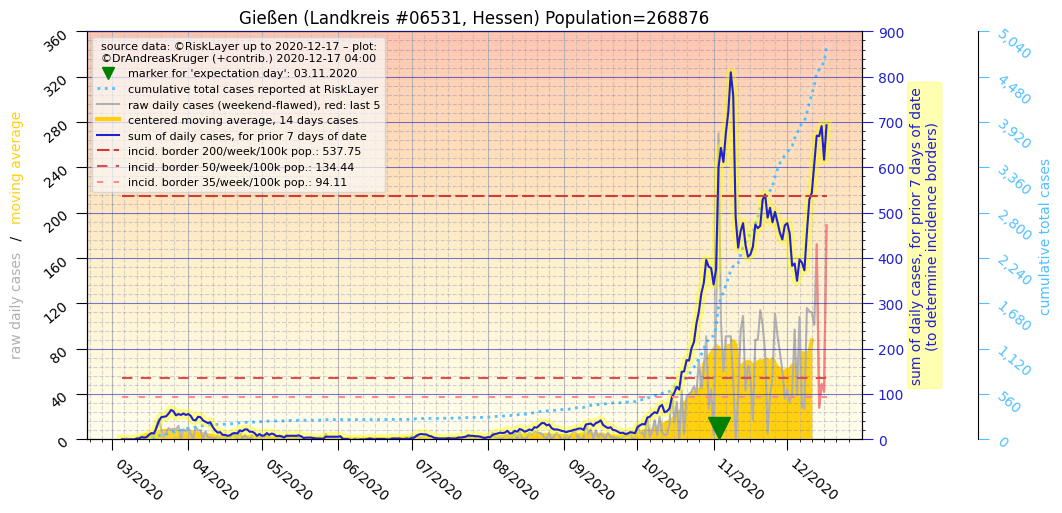 Gießen (Landkreis #06531, Hessen) Population=268876
source data: ©RiskLayer up to 2020-12-17 – plot:
©DrAndreasKruger (+contrib.) 2020-12-17 04:00
marker for 'expectation day': 03.11.2020
cumulative total cases reported at RiskLayer
raw daily cases (weekend-flawed), red: last 5
centered moving average, 14 days cases
sum of daily cases, for prior 7 days of date
incid. border 200/week/100k pop.: 537.75
incid. border 50/week/100k pop.: 134.44
incid. border 35/week/100k pop.: 94.11
raw daily cases / moving average
360
320
280
240
200
160
120
80
40
0
03/2020
04/2020
05/2020
06/2020
07/2020
08/2020
09/2020
10/2020
11/2020
12/2020
900
800
700
600
500
400
300
200
100
0
sum of daily cases, for prior 7 days of date
(to determine incidence borders)
5,040
4,480
3,920
3,360
2,800
2,240
1,680
1,120
560
0
cumulative total cases